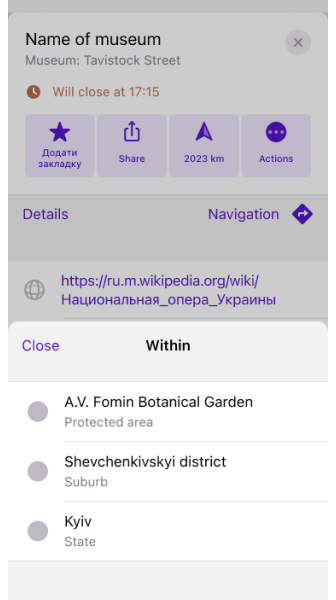 Name of museum
Museum: Tavistock Street
Will close at 17:15
Додати
закладку
Share
2023 km
Actions
Details
Navigation
https://ru.m.wikipedia.org/wiki/
Национальная_опера_Украины
Close
Within
A.V. Fomin Botanical Garden
Protected area
Shevchenkivskyi district
Suburb
Kyiv
State